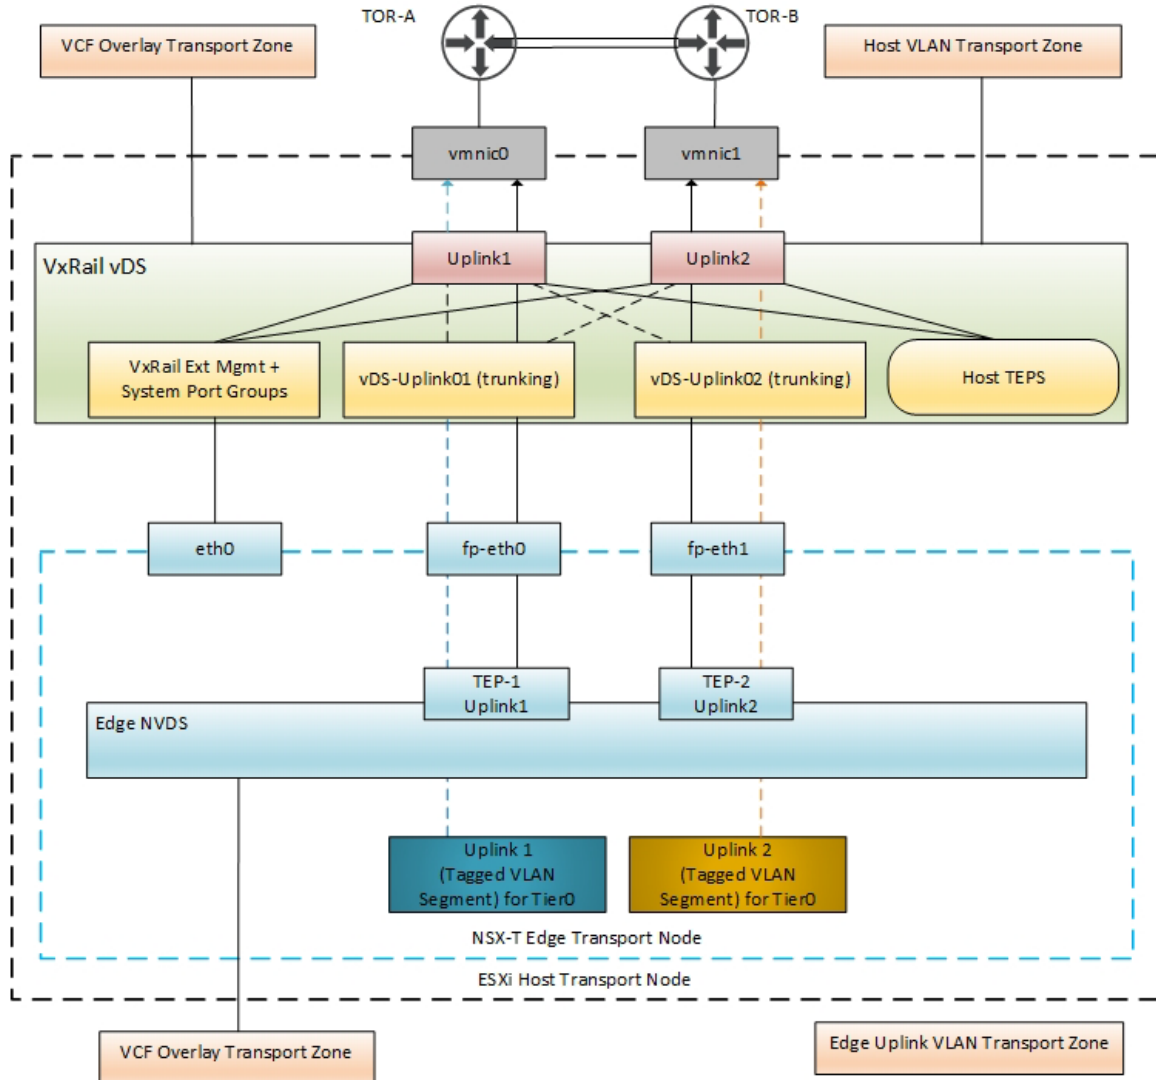 TOR-A
TOR-B
VCF Overlay Transport Zone
Host VLAN Transport Zone
vmnic0
vmnic1
VxRail vDS
Uplink1
Uplink2
VxRail Ext Mgmt +
System Port Groups
vDS-Uplink01 (trunking)
vDS-Uplink02 (trunking)
Host TEPS
eth0
fp-eth0
fp-eth1
TEP-1
Uplink1
TEP-2
Uplink2
Edge NVDS
Uplink 1
(Tagged VLAN
Segment) for Tier0
Uplink 2
(Tagged VLAN
Segment) for Tier0
NSX-T Edge Transport Node
ESXi Host Transport Node
VCF Overlay Transport Zone
Edge Uplink VLAN Transport Zone